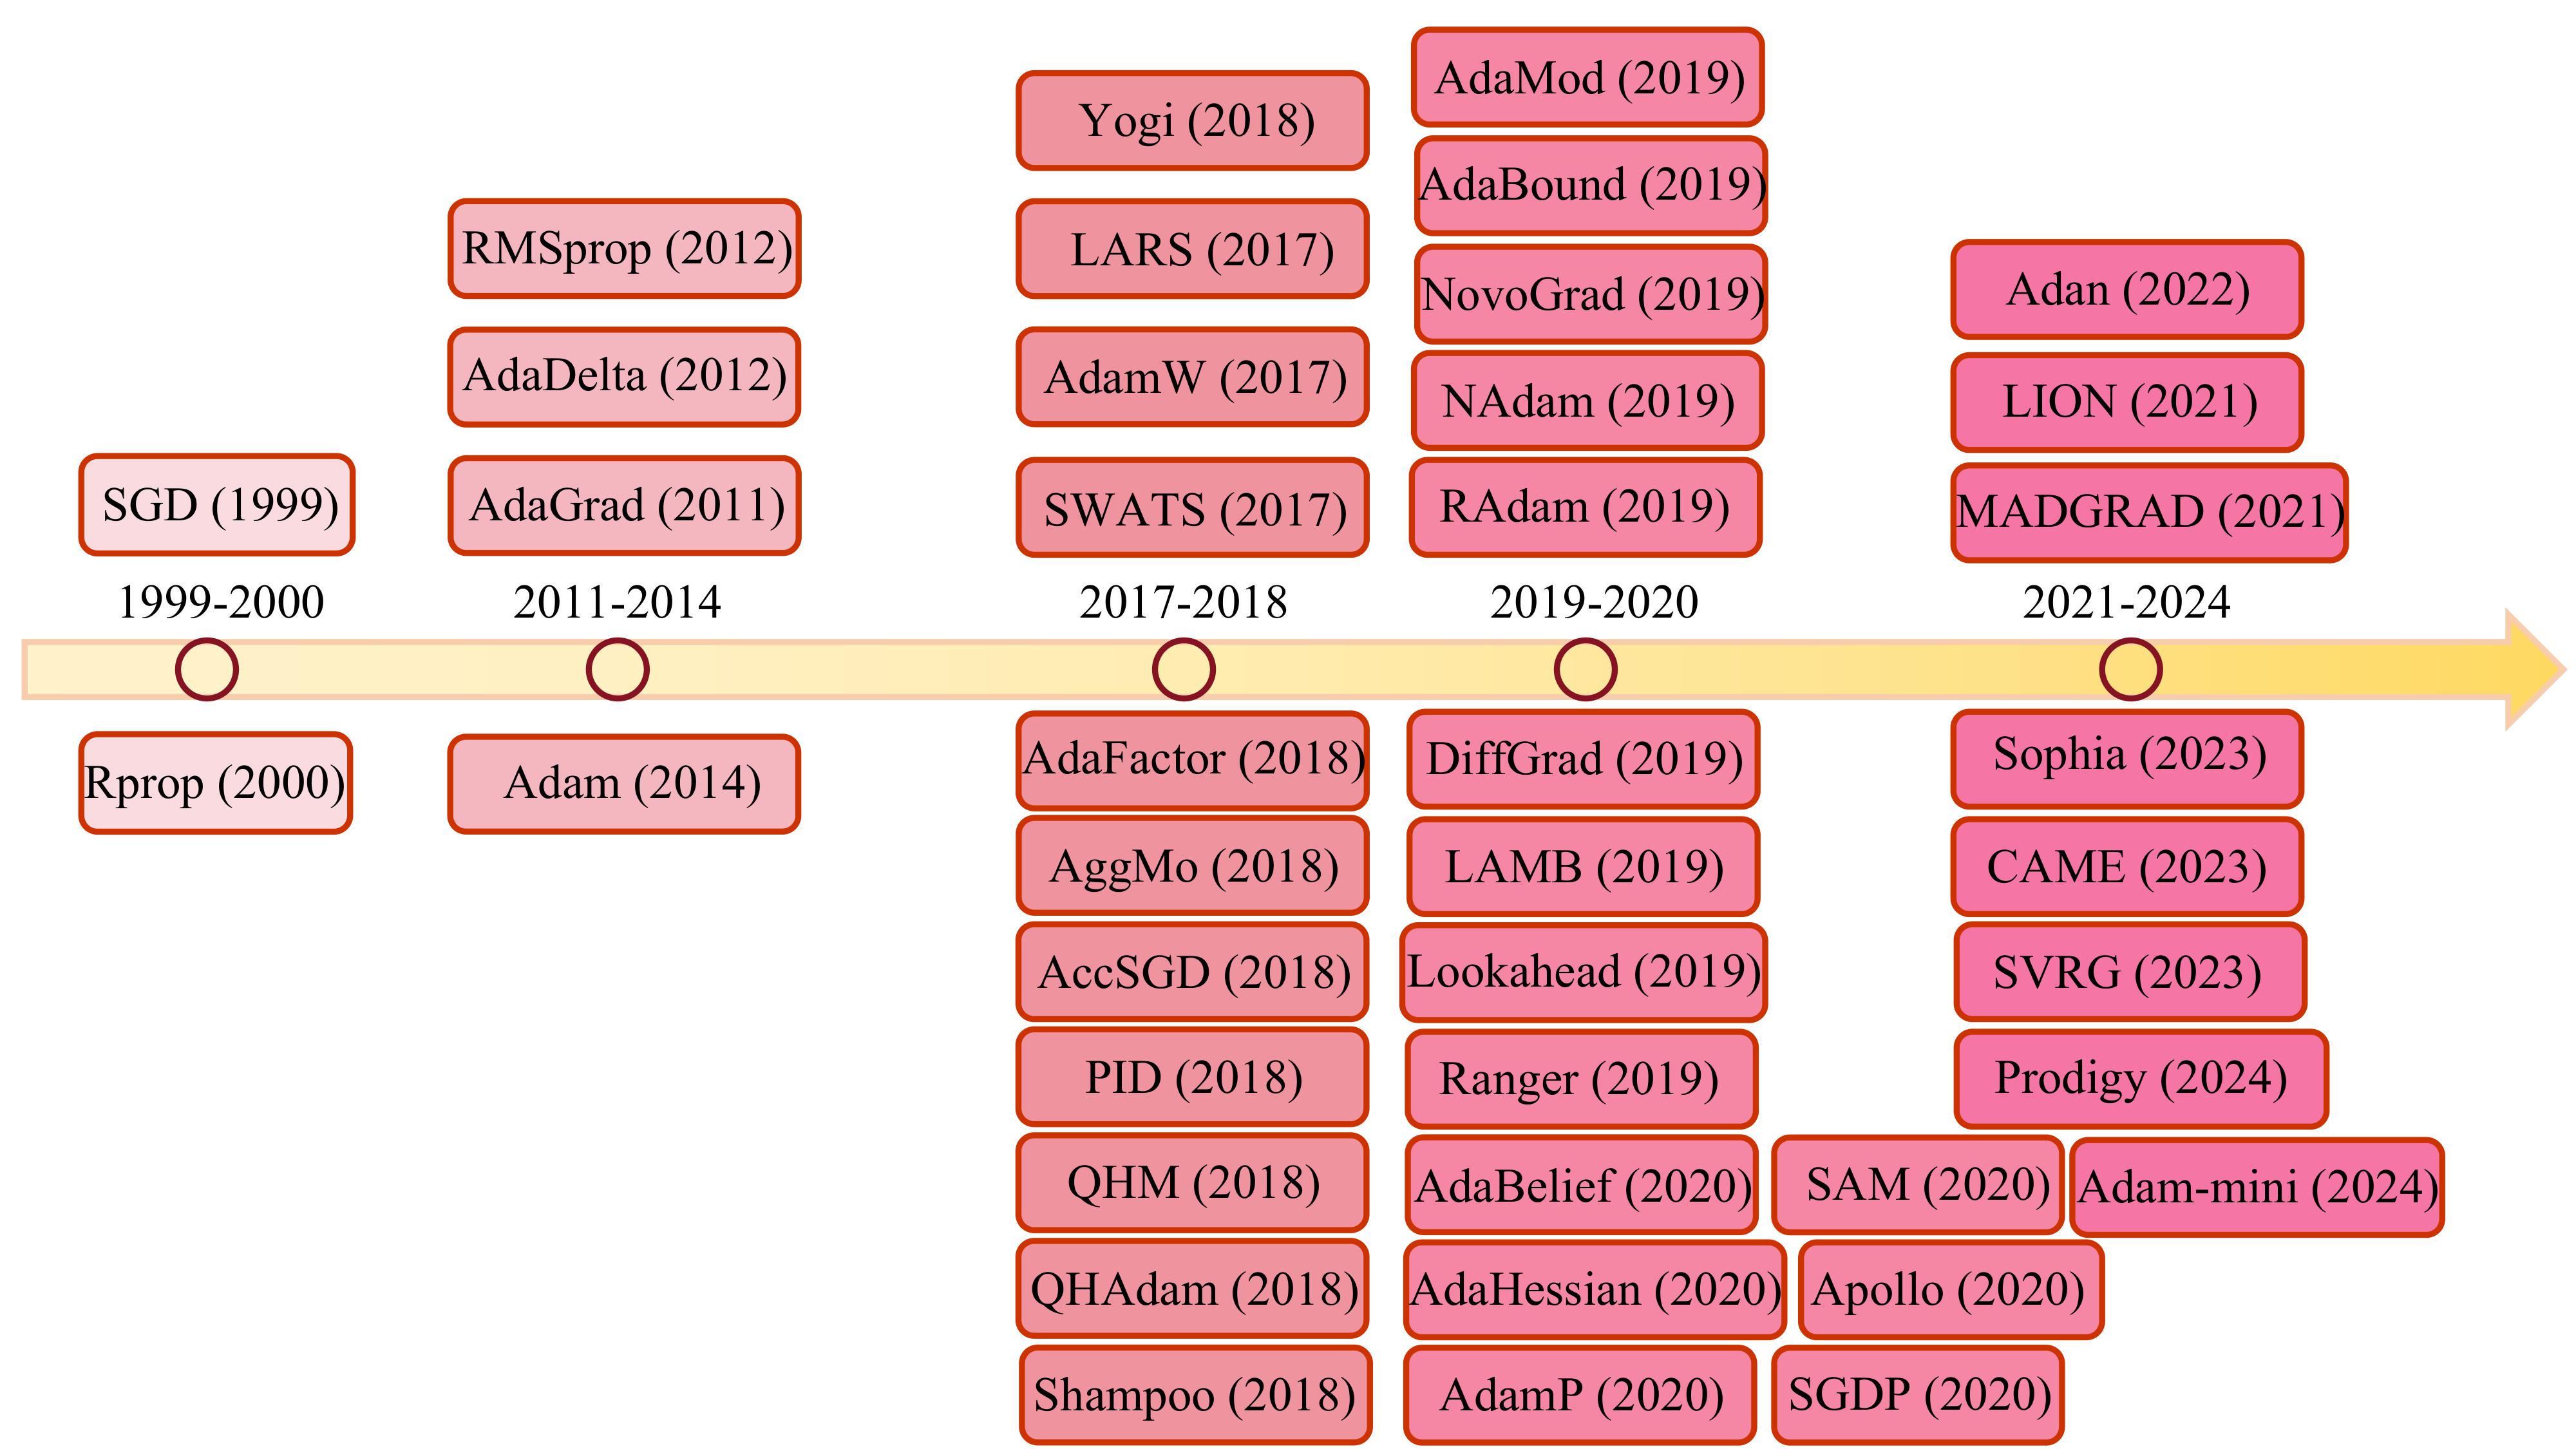 SGD (1999)
1999-2000
Rprop (2000)
RMSprop (2012)
AdaDelta (2012)
AdaGrad (2011)
2011-2014
Adam (2014)
Yogi (2018)
LARS (2017)
AdamW (2017)
SWATS (2017)
2017-2018
AdaFactor (2018)
AggMo (2018)
AccSGD (2018)
PID (2018)
QHM (2018)
QHAdam (2018)
Shampoo (2018)
AdaMod (2019)
AdaBound (2019)
NovoGrad (2019)
NAdam (2019)
RAdam (2019)
2019-2020
DiffGrad (2019)
LAMB (2019)
Lookahead (2019)
Ranger (2019)
AdaBelief (2020)
AdaHessian (2020)
AdamP (2020)
SAM (2020)
Apollo (2020)
SGDP (2020)
Adan (2022)
LION (2021)
MADGRAD (2021)
2021-2024
Sophia (2023)
CAME (2023)
SVRG (2023)
Prodigy (2024)
Adam-mini (2024)